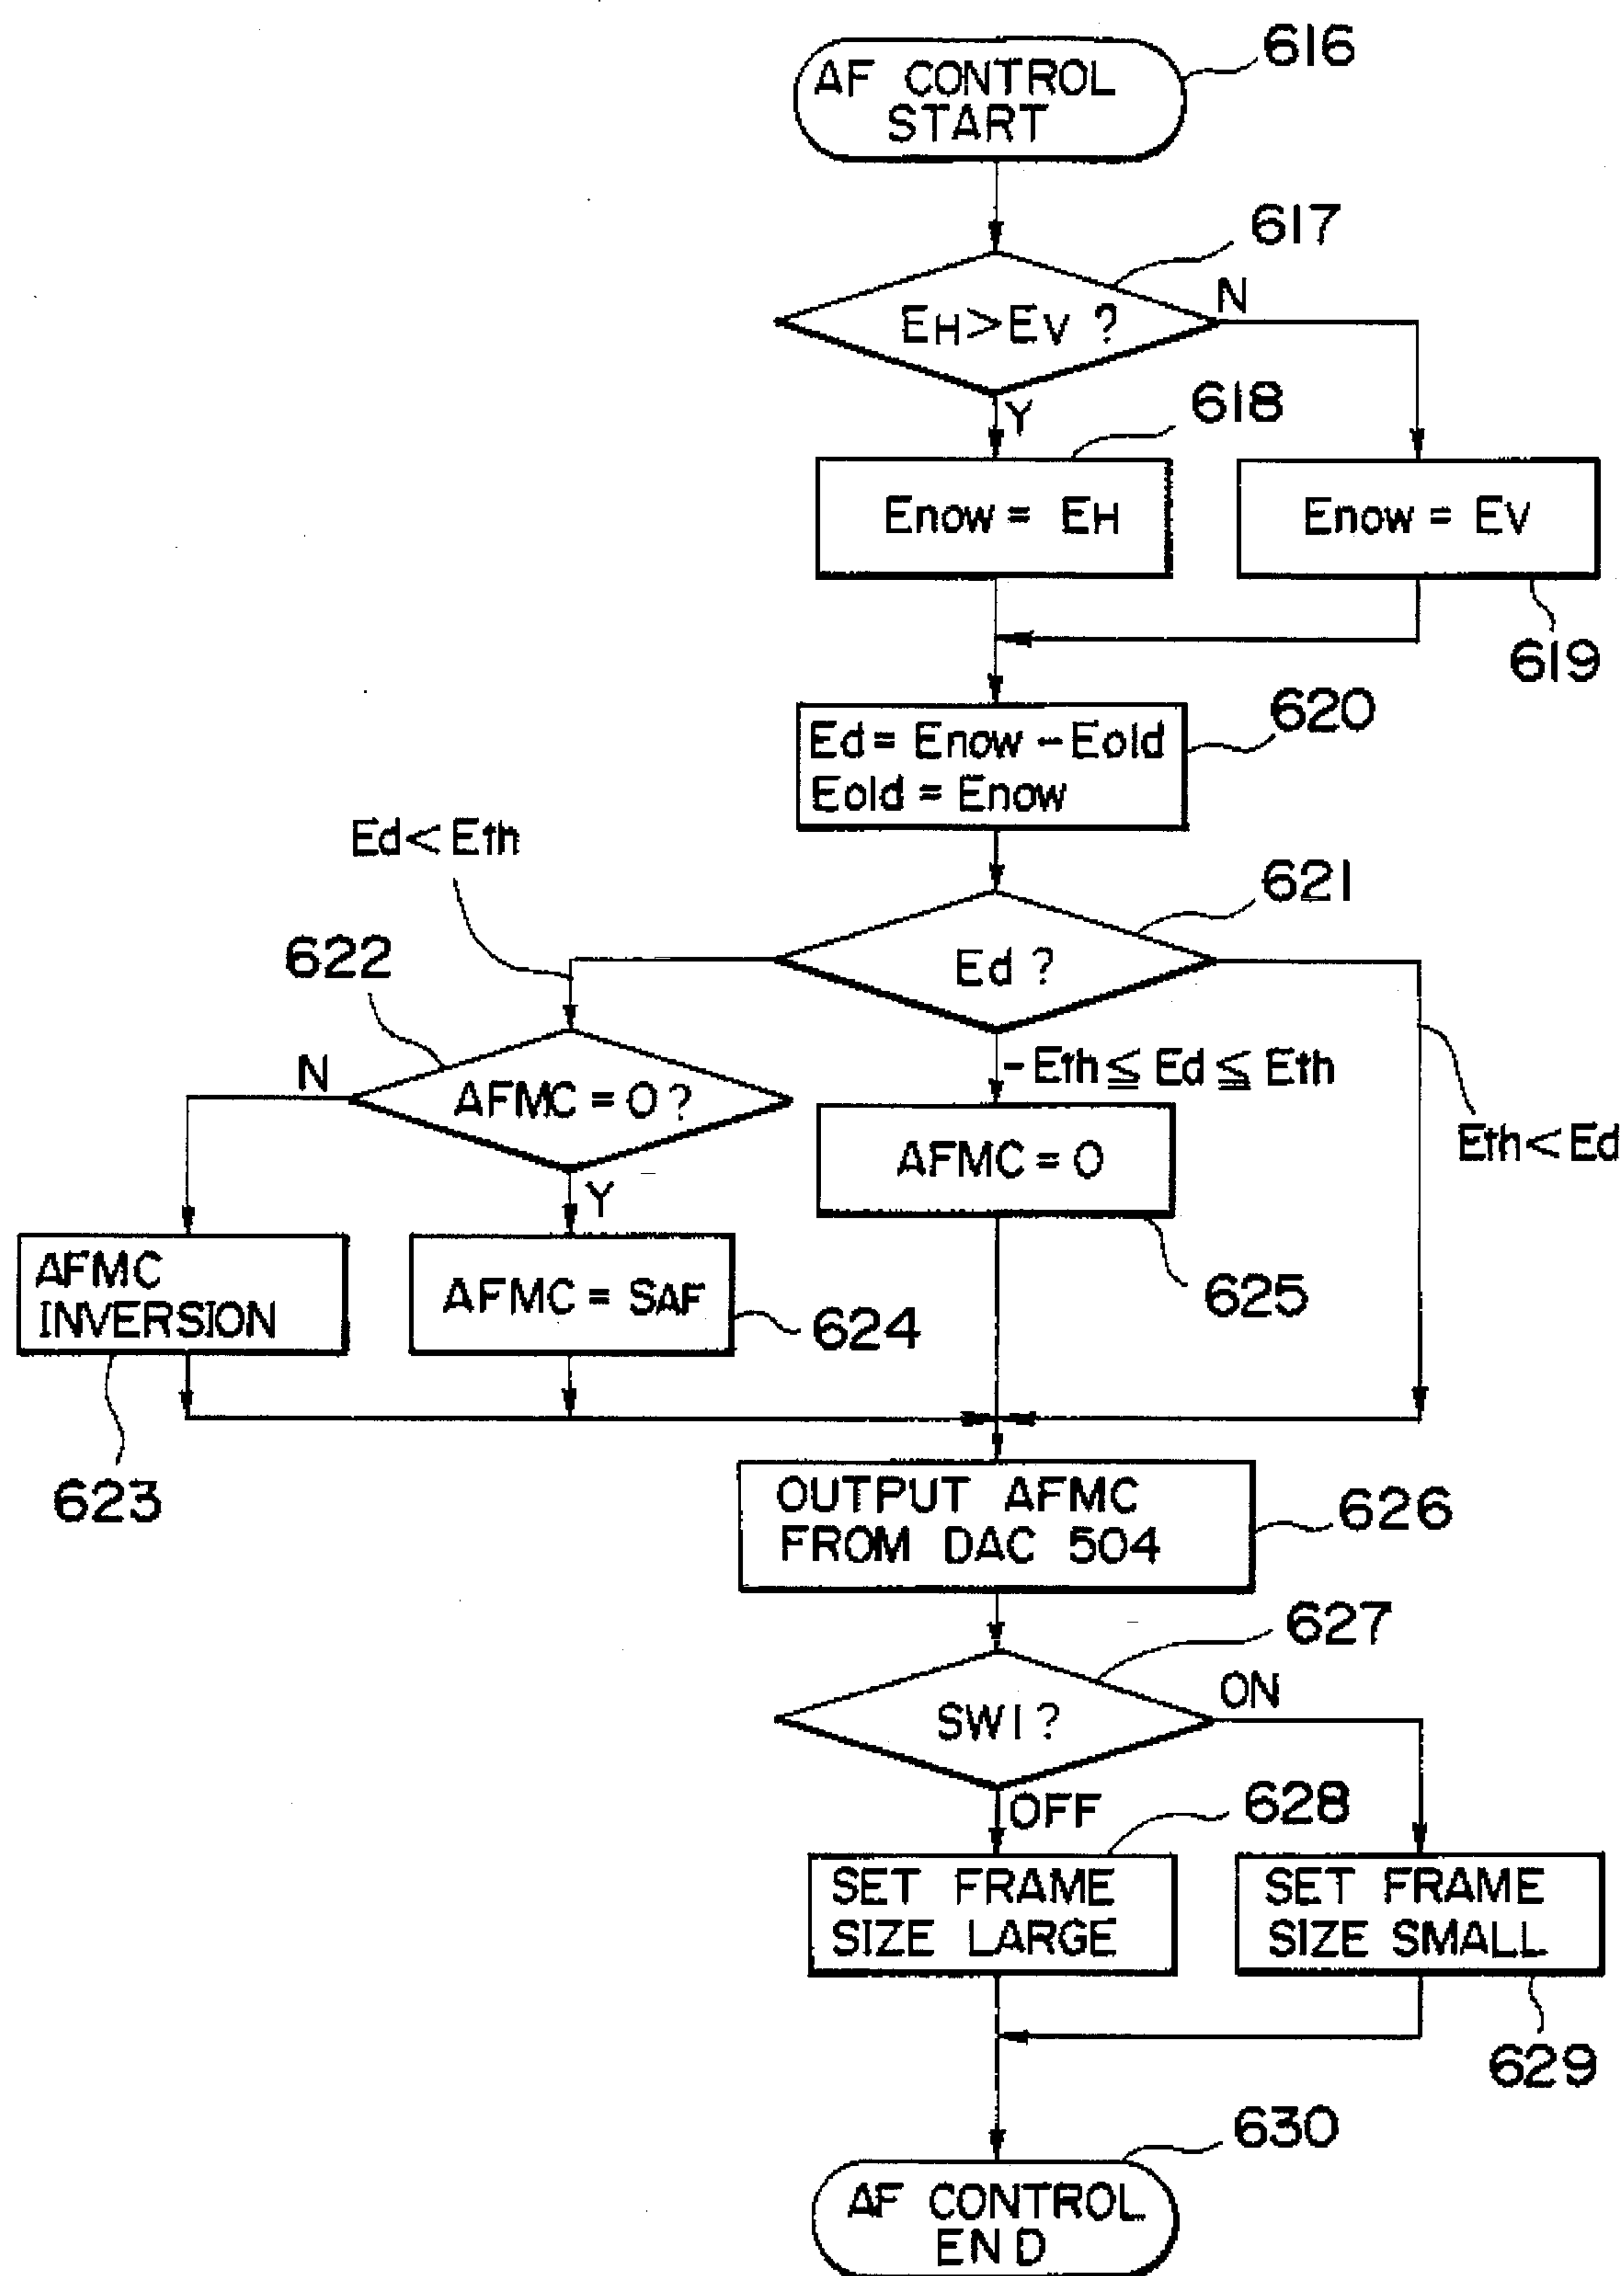 AF CONTROL
START
616
617
EH>EV ?
N
Y
618
Enow = EH
Enow = EV
619
620
Ed = Enow - Eold
Eold = Enow
Ed < Eth
621
Ed ?
622
N
AFMC = 0 ?
-Eth ≦ Ed ≦ Eth
Eth < Ed
AFMC = 0
Y
625
AFMC
INVERSION
AFMC = SAF
624
623
OUTPUT AFMC
FROM DAC 504
626
627
SW1 ?
ON
OFF
628
SET FRAME
SIZE LARGE
SET FRAME
SIZE SMALL
629
630
AF CONTROL
END